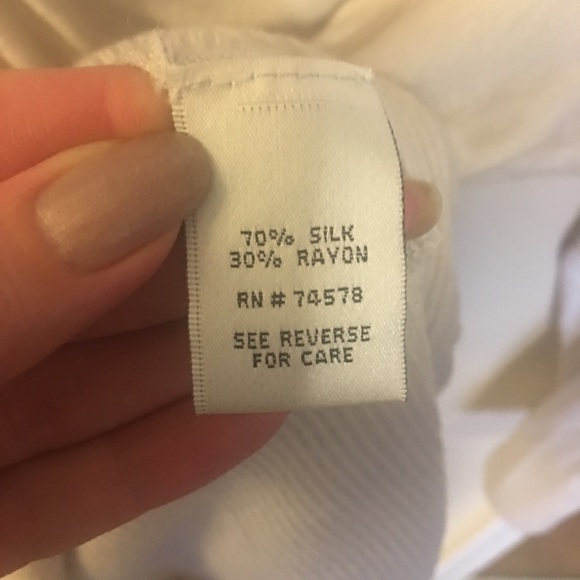 70% SILK
30% RAYON
RN # 74578
SEE REVERSE
FOR CARE